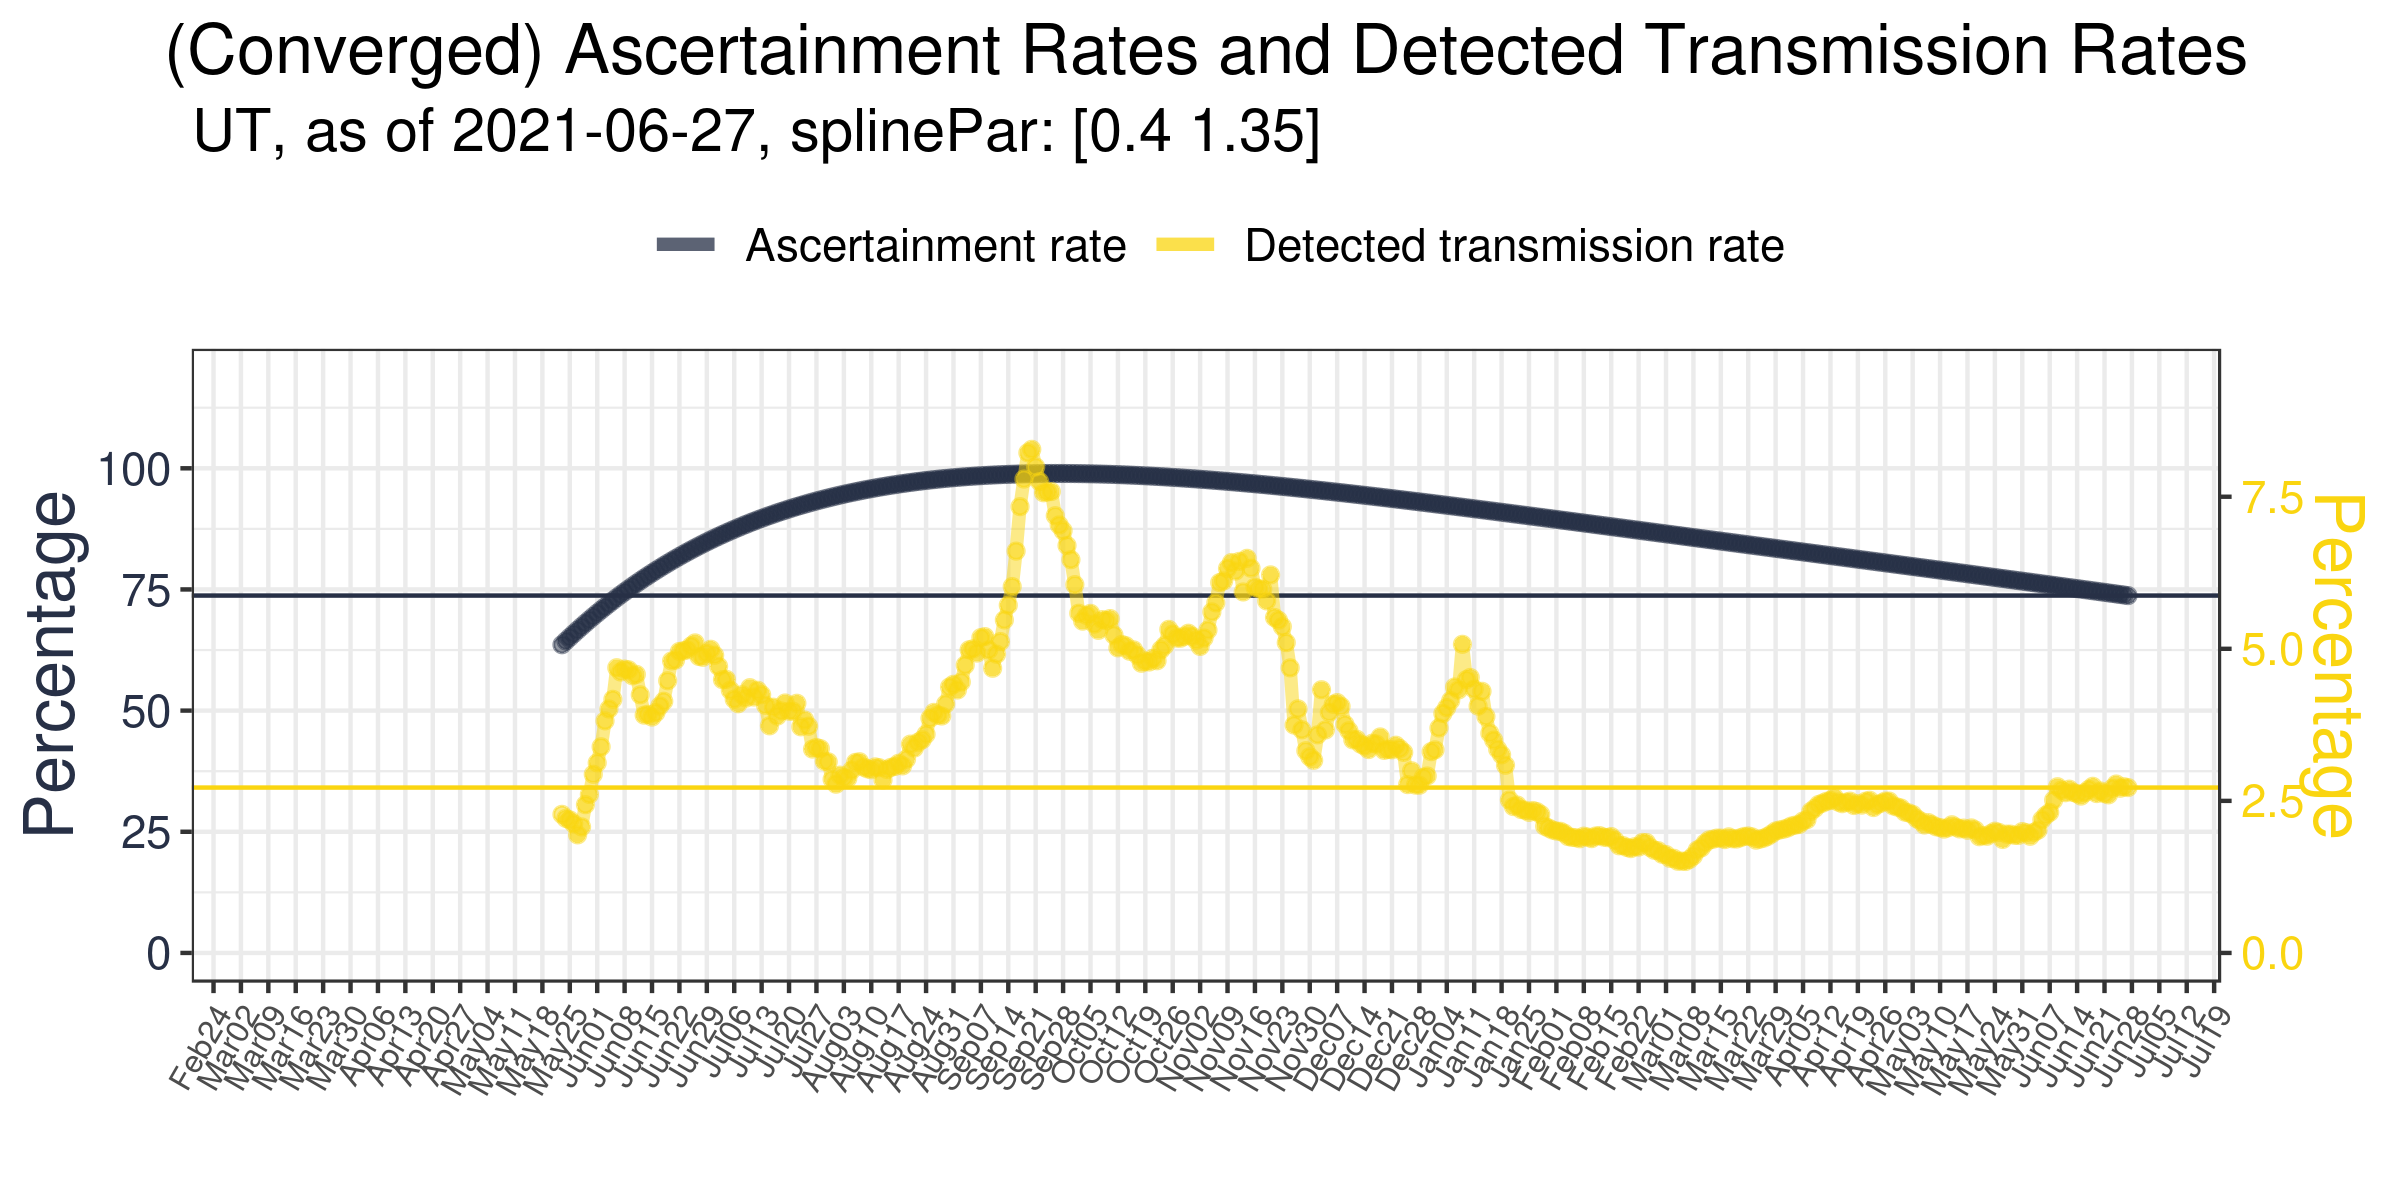 (Converged) Ascertainment Rates and Detected Transmission Rates
UT, as of 2021-06-27, splinePar: [0.4 1.35]
Ascertainment rate
Detected transmission rate
Percentage
100
75
50
25
0
7.5
5.0
2.5
0.0
Percentage
Feb24
Mar02
Mar09
Mar16
Mar23
Mar30
Apr06
Apr13
Apr20
Apr27
May04
May11
May18
May25
Jun01
Jun08
Jun15
Jun22
Jun29
Jul06
Jul13
Jul20
Jul27
Aug03
Aug10
Aug17
Aug24
Aug31
Sep07
Sep14
Sep21
Sep28
Oct05
Oct12
Oct19
Oct26
Nov02
Nov09
Nov16
Nov23
Nov30
Dec07
Dec14
Dec21
Dec28
Jan04
Jan11
Jan18
Jan25
Feb01
Feb08
Feb15
Feb22
Mar01
Mar08
Mar15
Mar22
Mar29
Apr05
Apr12
Apr19
Apr26
May03
May10
May17
May24
May31
Jun07
Jun14
Jun21
Jun28
Jul05
Jul12
Jul19